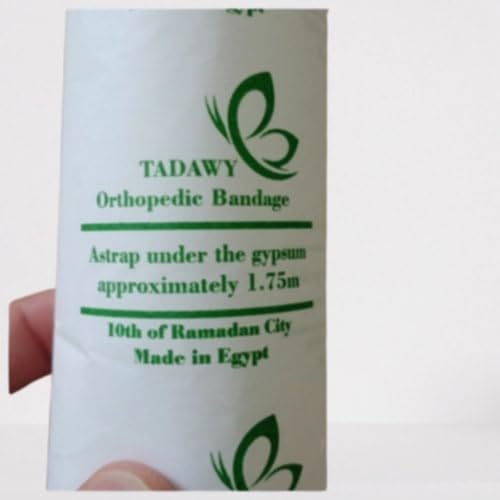 TADAWY
Orthopedic Bandage
Astrap under the gypsum
approximately 1.75m
10th of Ramadan City
Made in Egypt